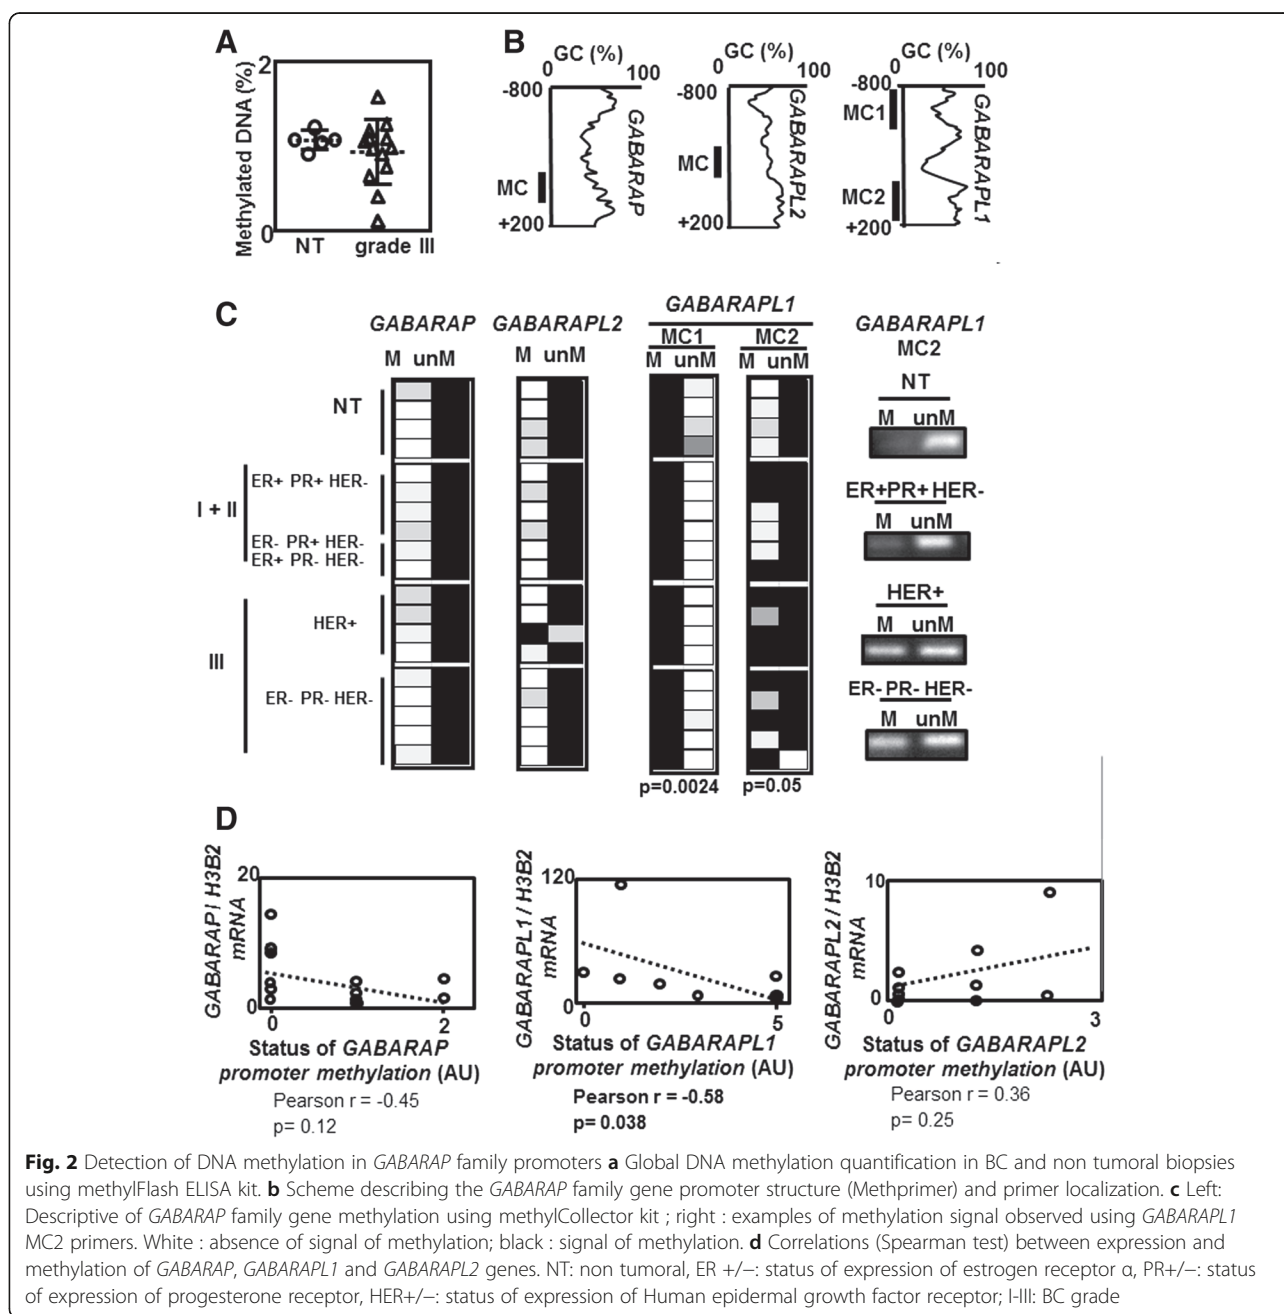 A
2
Methylated DNA (%)
0
NT grade III
B
GC (%)
0 100
-800
MC
+200
GABARAP
GC (%)
0 100
-800
MC
+200
GABARAPL2
GC (%)
0 100
-800
MC1
MC2
+200
GABARAPL1
C
GABARAP
M unM
GABARAPL2
M unM
GABARAPL1
MC1 MC2
M unM M unM
NT
I + II
ER+ PR+ HER-
ER- PR+ HER-
ER+ PR- HER-
III
HER+
ER- PR- HER-
p=0.0024 p=0.05
GABARAPL1
MC2
NT
M unM
ER+PR+ HER-
M unM
HER+
M unM
ER- PR- HER-
M unM
D
GABARAP/ H3B2
mRNA
20
0
0 2
Status of GABARAP
promoter methylation (AU)
Pearson r = -0.45
p= 0.12
GABARAPL1 / H3B2
mRNA
120
0
0 5
Status of GABARAPL1
promoter methylation (AU)
Pearson r = -0.58
p= 0.038
GABARAPL2 / H3B2
mRNA
10
0
0 3
Status of GABARAPL2
promoter methylation (AU)
Pearson r = 0.36
p= 0.25
Fig. 2 Detection of DNA methylation in GABARAP family promoters a Global DNA methylation quantification in BC and non tumoral biopsies
using methylFlash ELISA kit. b Scheme describing the GABARAP family gene promoter structure (Methprimer) and primer localization. c Left:
Descriptive of GABARAP family gene methylation using methylCollector kit ; right : examples of methylation signal observed using GABARAPL1
MC2 primers. White : absence of signal of methylation; black : signal of methylation. d Correlations (Spearman test) between expression and
methylation of GABARAP, GABARAPL1 and GABARAPL2 genes. NT: non tumoral, ER +/−: status of expression of estrogen receptor α, PR+/−: status
of expression of progesterone receptor, HER+/−: status of expression of Human epidermal growth factor receptor; I-III: BC grade